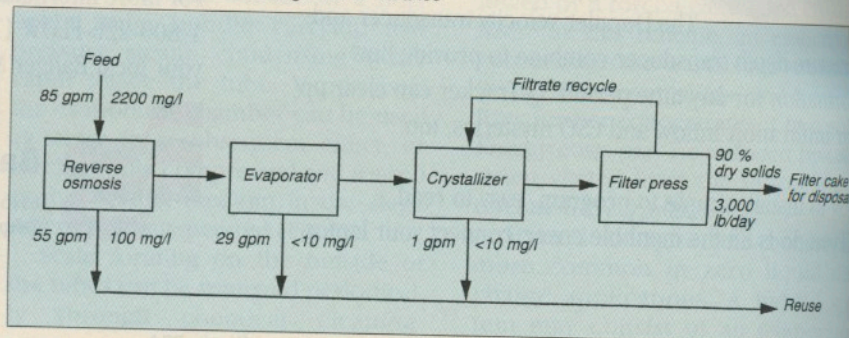 Feed
85 gpm 2200 mg/l
Filtrate recycle
Reverse
osmosis
Evaporator
Crystallizer
Filter press
90 %
dry solids
3,000
lb/day
Filter cake
for disposa
55 gpm 100 mg/l
29 gpm <10 mg/l
1 gpm <10 mg/l
Reuse